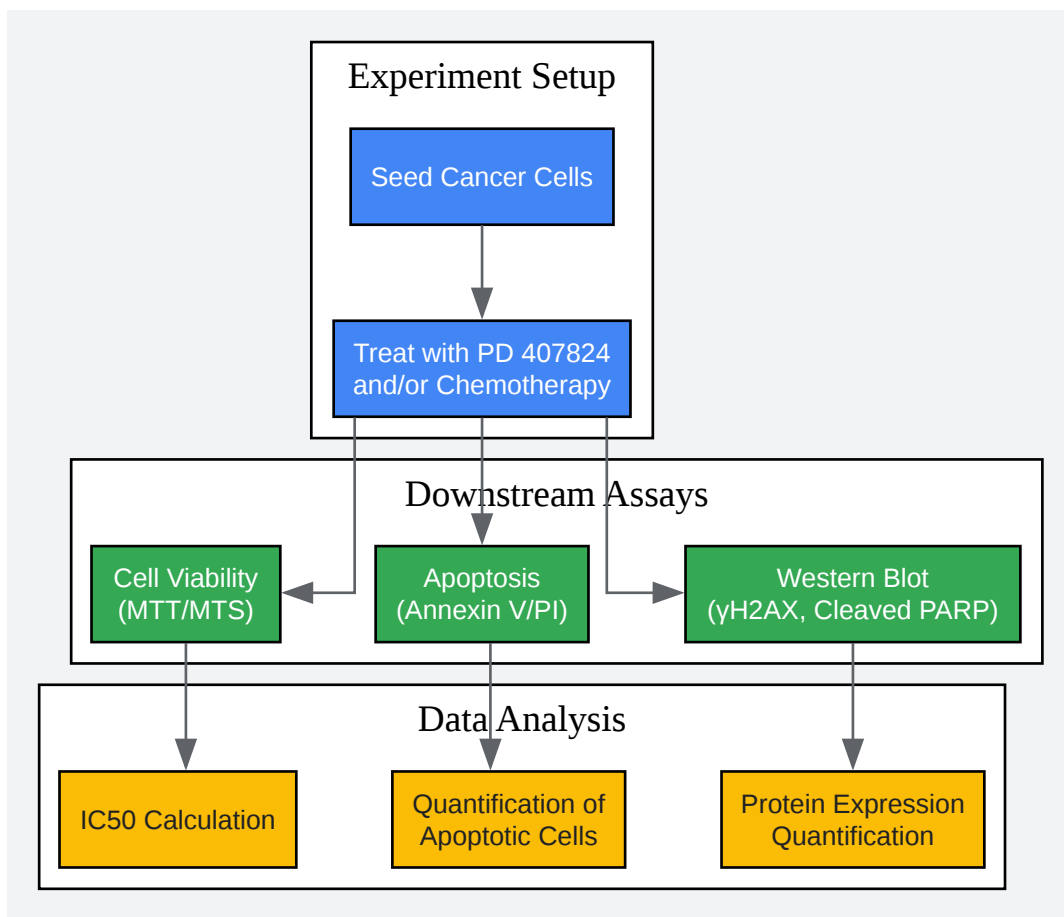 Experiment Setup
Seed Cancer Cells
Treat with PD 407824
and/or Chemotherapy
Downstream Assays
Cell Viability
(MTT/MTS)
Apoptosis
(Annexin V/PI)
Western Blot
(γH2AX, Cleaved PARP)
Data Analysis
IC50 Calculation
Quantification of
Apoptotic Cells
Protein Expression
Quantification